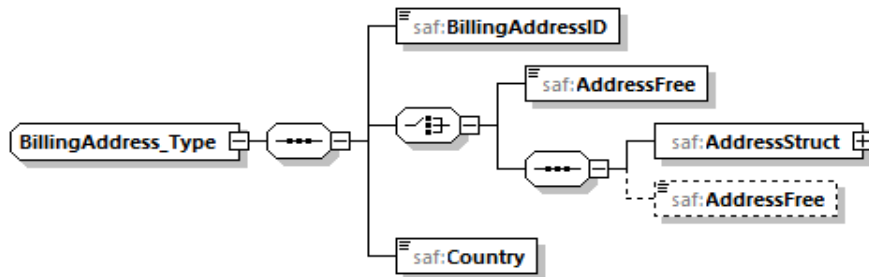 saf:BillingAddressID
saf:AddressFree
BillingAddress_Type
saf:AddressStruct
saf:AddressFree
saf:Country